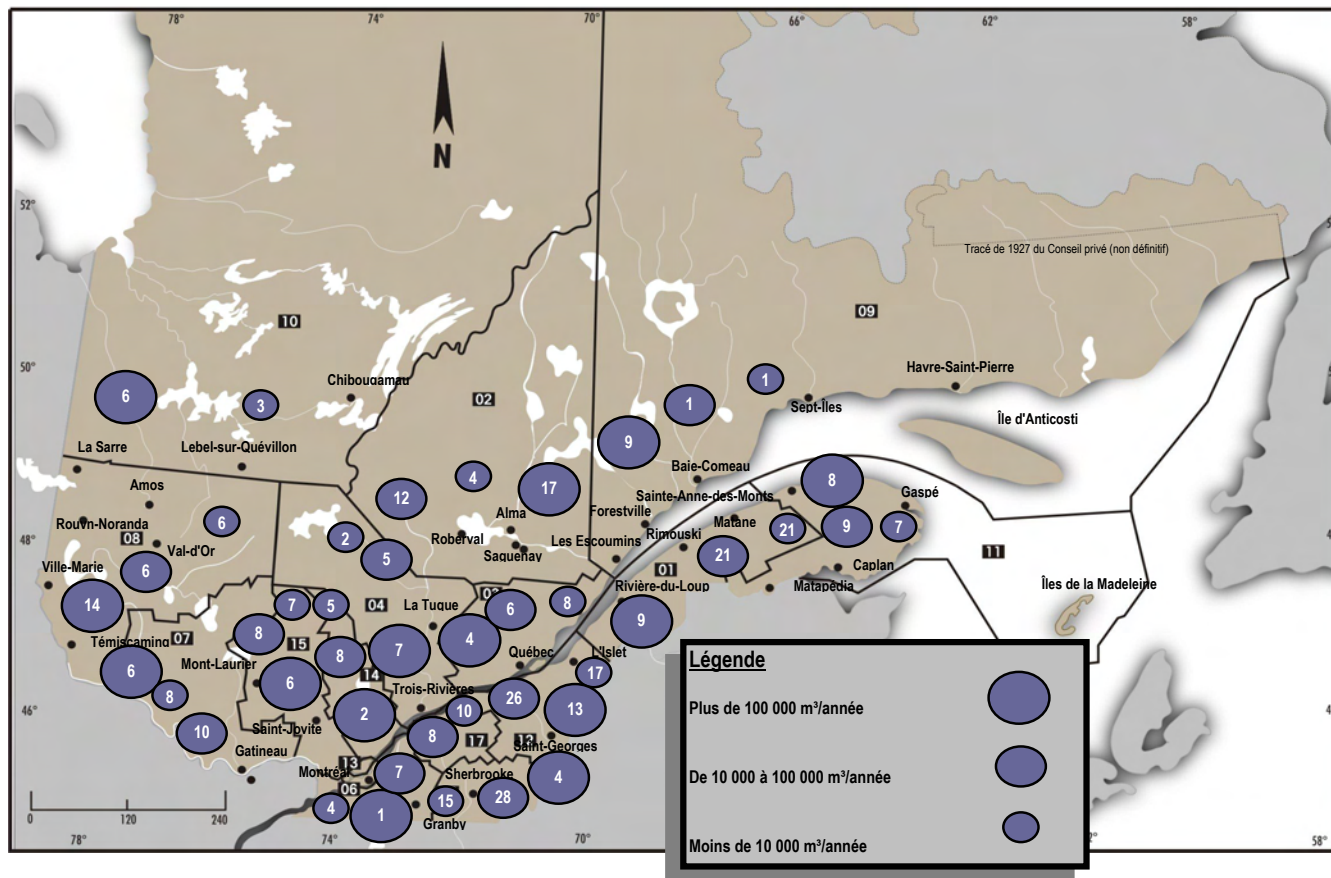 78° 74° 70° 66° 62° 58°
N
52°
Tracé de 1927 du Conseil privé (non définitif)
10
09
50°
Chibougamau
Havre-Saint-Pierre
6
3
02
1
1
Sept-Îles
Île d'Anticosti
La Sarre
Lebel-sur-Quévillon
9
Baie-Comeau
4
17
8
12
Sainte-Anne-des-Monts
Gaspé
Amos
Alma
Forestville
Matane
21
9
7
Rouyn-Noranda
6
2
Roberval
Saguenay
Rimouski
48°
08
Val-d'Or
5
Les Escoumins
21
11
6
01
Caplan
Ville-Marie
Rivière-du-Loup
Matapédia
Îles de la Madeleine
14
7
5
04
La Tuque
03
6
8
9
Témiscaming
07
8
15
4
6
Mont-Laurier
8
7
Québec
L'Islet
8
6
14
17
10
Trois-Rivières
26
46°
2
10
13
Saint-Jovite
8
17
12
Saint-Georges
Gatineau
13
Montréal
7
Sherbrooke
4
06
4
1
15
28
Granby
0 120 240
78° 74° 70° 58°
Légende
Plus de 100 000 m³/année
De 10 000 à 100 000 m³/année
Moins de 10 000 m³/année